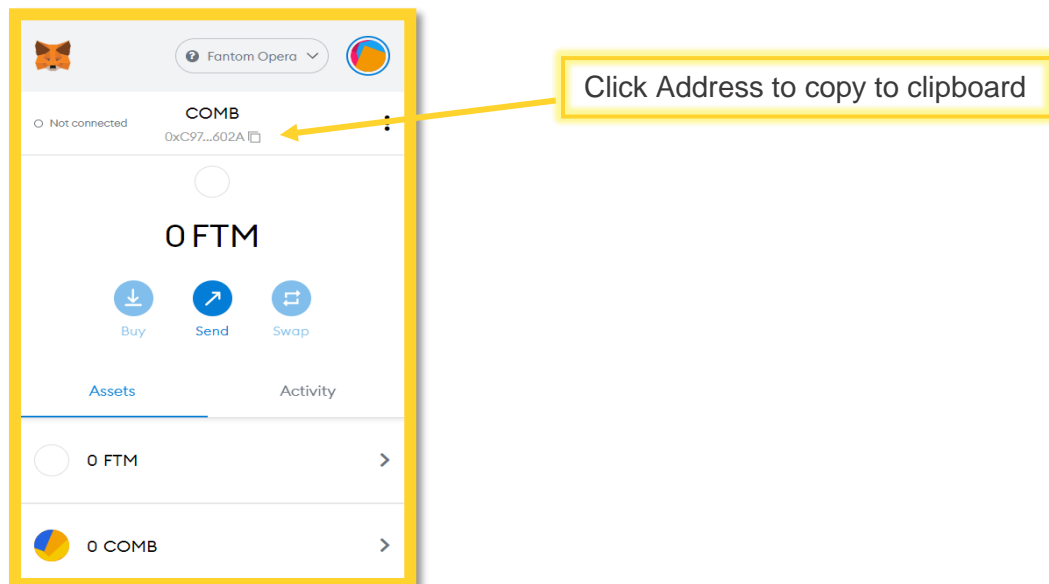 Fantom Opera
Click Address to copy to clipboard
Not connected
COMB
0xC97...602A
0 FTM
Buy Send Swap
Assets Activity
0 FTM
0 COMB